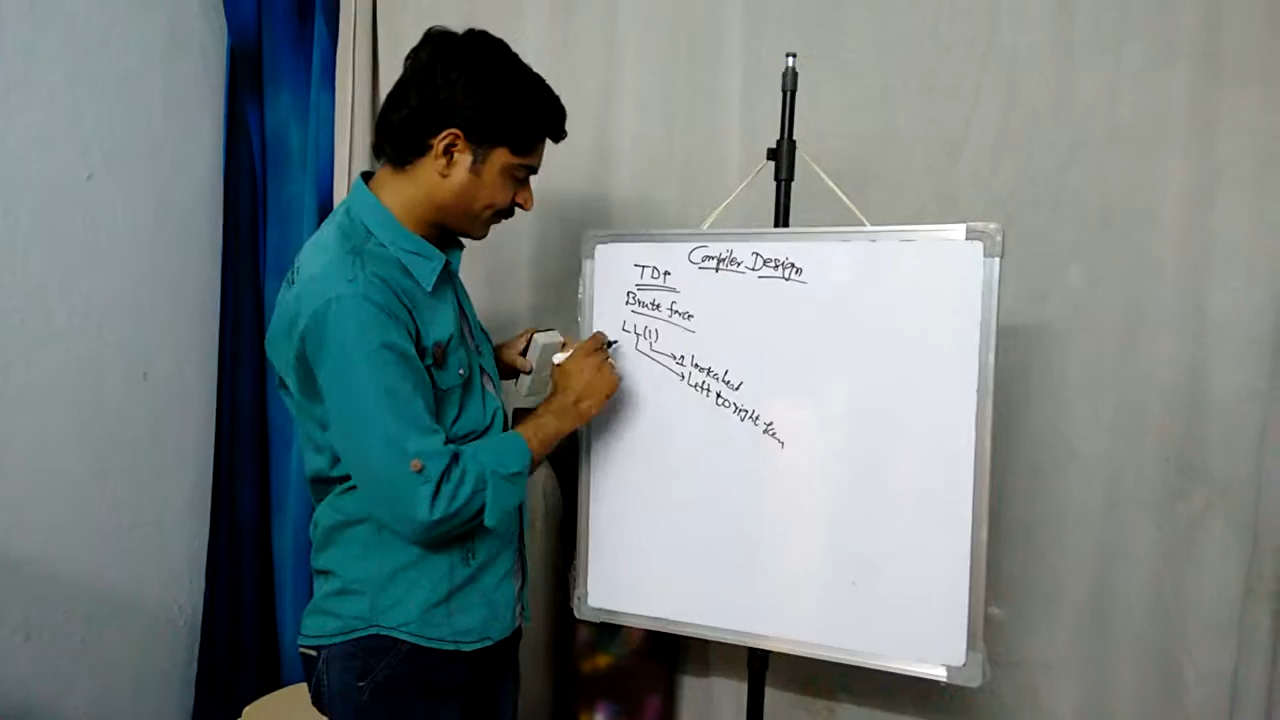 Compiler Design
TDP
Brute force
LL(1)
1 lookahead
Left to right